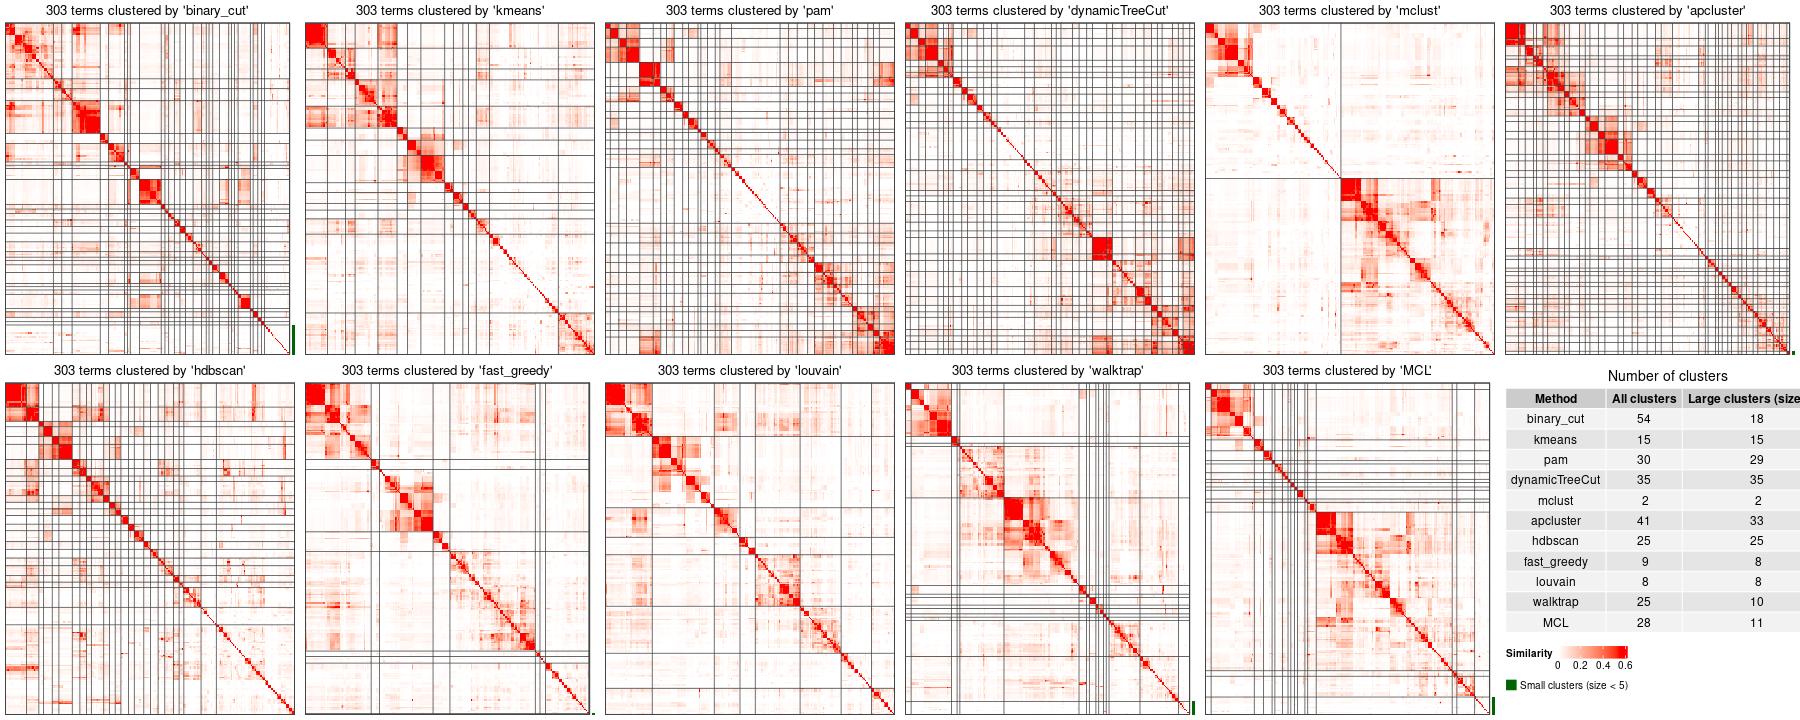 303 terms clustered by 'binary_cut'
303 terms clustered by 'kmeans'
303 terms clustered by 'pam'
303 terms clustered by 'dynamicTreeCut'
303 terms clustered by 'mclust'
303 terms clustered by 'apcluster'
303 terms clustered by 'hdbscan'
303 terms clustered by 'fast_greedy'
303 terms clustered by 'louvain'
303 terms clustered by 'walktrap'
303 terms clustered by 'MCL'
Number of clusters
Method All clusters Large clusters (size
binary_cut 54 18
kmeans 15 15
pam 30 29
dynamicTreeCut 35 35
mclust 2 2
apcluster 41 33
hdbscan 25 25
fast_greedy 9 8
louvain 8 8
walktrap 25 10
MCL 28 11
Similarity
0 0.2 0.4 0.6
Small clusters (size < 5)